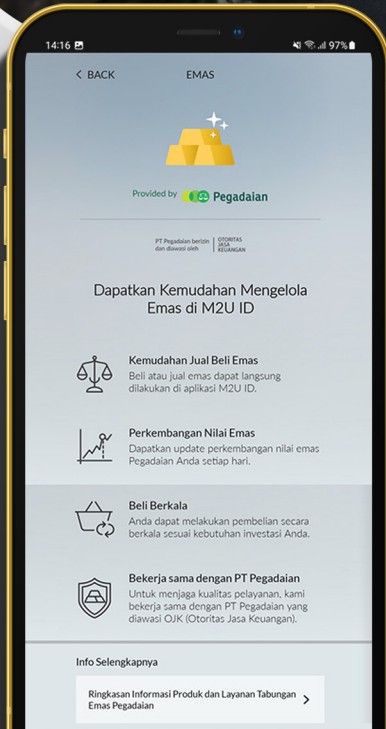 14:16 97%
< BACK EMAS
Provided by Pegadaian
PT Pegadaian berizin
dan diawasi oleh
OTORITAS
JASA
KEUANGAN
Dapatkan Kemudahan Mengelola
Emas di M2U ID
Kemudahan Jual Beli Emas
Beli atau jual emas dapat langsung
dilakukan di aplikasi M2U ID.
Perkembangan Nilai Emas
Dapatkan update perkembangan nilai emas
Pegadaian Anda setiap hari.
Beli Berkala
Anda dapat melakukan pembelian secara
berkala sesuai kebutuhan investasi Anda.
Bekerja sama dengan PT Pegadaian
Untuk menjaga kualitas pelayanan, kami
bekerja sama dengan PT Pegadaian yang
diawasi OJK (Otoritas Jasa Keuangan).
Info Selengkapnya
Ringkasan Informasi Produk dan Layanan Tabungan
Emas Pegadaian >